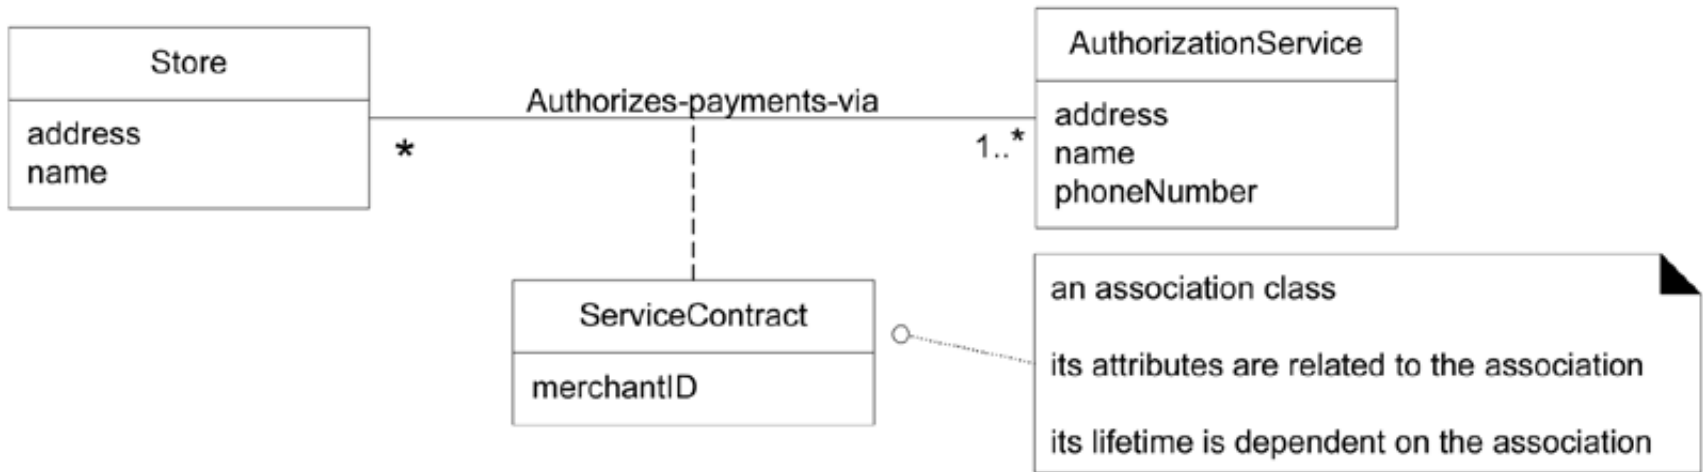 Store
address
name
Authorizes-payments-via
*
1..*
AuthorizationService
address
name
phoneNumber
ServiceContract
merchantID
an association class
its attributes are related to the association
its lifetime is dependent on the association